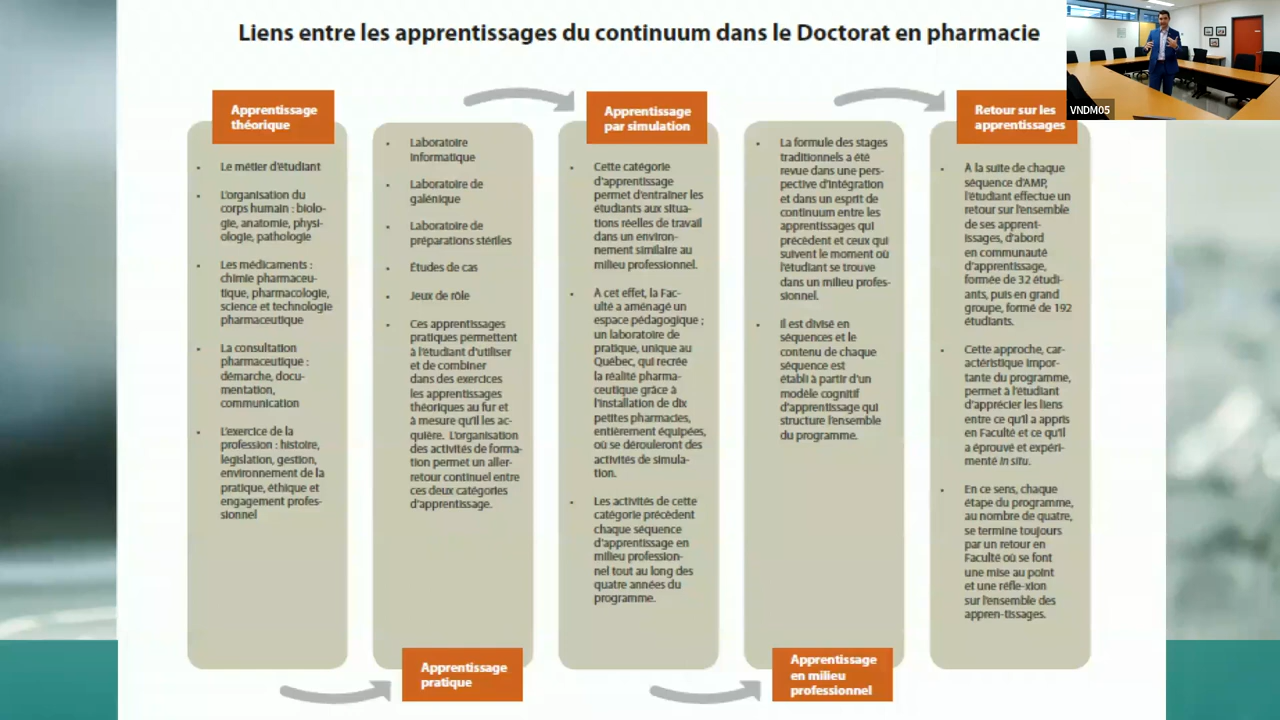 Liens entre les apprentissages du continuum dans le Doctorat en pharmacie
VNDM05
Apprentissage
théorique
• Le métier d'étudiant
• L'organisation du
corps humain : biolo-
gie, anatomie, physi-
ologie, pathologie
• Les médicaments :
chimie pharmaceu-
tique, pharmacologie,
science et technologie
pharmaceutique
• La consultation
pharmaceutique :
démarche, docu-
mentation,
communication
• L'exercice de la
profession : histoire,
législation, gestion,
environnement de la
pratique, éthique et
engagement profes-
sionnel
• Laboratoire
informatique
• Laboratoire de
galénique
• Laboratoire de
préparations stériles
• Études de cas
• Jeux de rôle
• Ces apprentissages
pratiques permettent
à l'étudiant d'utiliser
et de combiner
dans des exercices
les apprentissages
théoriques au fur et
à mesure qu'il les ac-
quière. L'organisation
des activités de forma-
tion permet un aller-
retour continuel entre
ces deux catégories
d'apprentissage.
Apprentissage
pratique
Apprentissage
par simulation
• Cette catégorie
d'apprentissage
permet d'entraîner les
étudiants aux situa-
tions réelles de travail
dans un environ-
nement similaire au
milieu professionnel.
• À cet effet, la Fac-
ulté a aménagé un
espace pédagogique ;
un laboratoire de
pratique, unique au
Québec, qui recrée
la réalité pharma-
ceutique grâce à
l'installation de dix
petites pharmacies,
entièrement équipées,
où se dérouleront des
activités de simula-
tion.
• Les activités de cette
catégorie précèdent
chaque séquence
d'apprentissage en
milieu profession-
nel tout au long des
quatre années du
programme.
• La formule des stages
traditionnels a été
revue dans une pers-
pective d'intégration
et dans un esprit de
continuum entre les
apprentissages qui
précèdent et ceux qui
suivent le moment où
l'étudiant se trouve
dans un milieu profes-
sionnel.
• Il est divisé en
séquences et le
contenu de chaque
séquence est
établi à partir d'un
modèle cognitif
d'apprentissage qui
structure l'ensemble
du programme.
Apprentissage
en milieu
professionnel
Retour sur les
apprentissages
• À la suite de chaque
séquence d'AMP,
l'étudiant effectue un
retour sur l'ensemble
de ses apprent-
issages, d'abord
en communauté
d'apprentissage,
formée de 32 étudi-
ants, puis en grand
groupe, formé de 192
étudiants.
• Cette approche, car-
actéristique impor-
tante du programme,
permet à l'étudiant
d'apprécier les liens
entre ce qu'il a appris
en Faculté et ce qu'il
a éprouvé et expéri-
menté in situ.
• En ce sens, chaque
étape du programme,
au nombre de quatre,
se termine toujours
par un retour en
Faculté où se font
une mise au point
et une réfle-xion
sur l'ensemble des
appren-tissages.